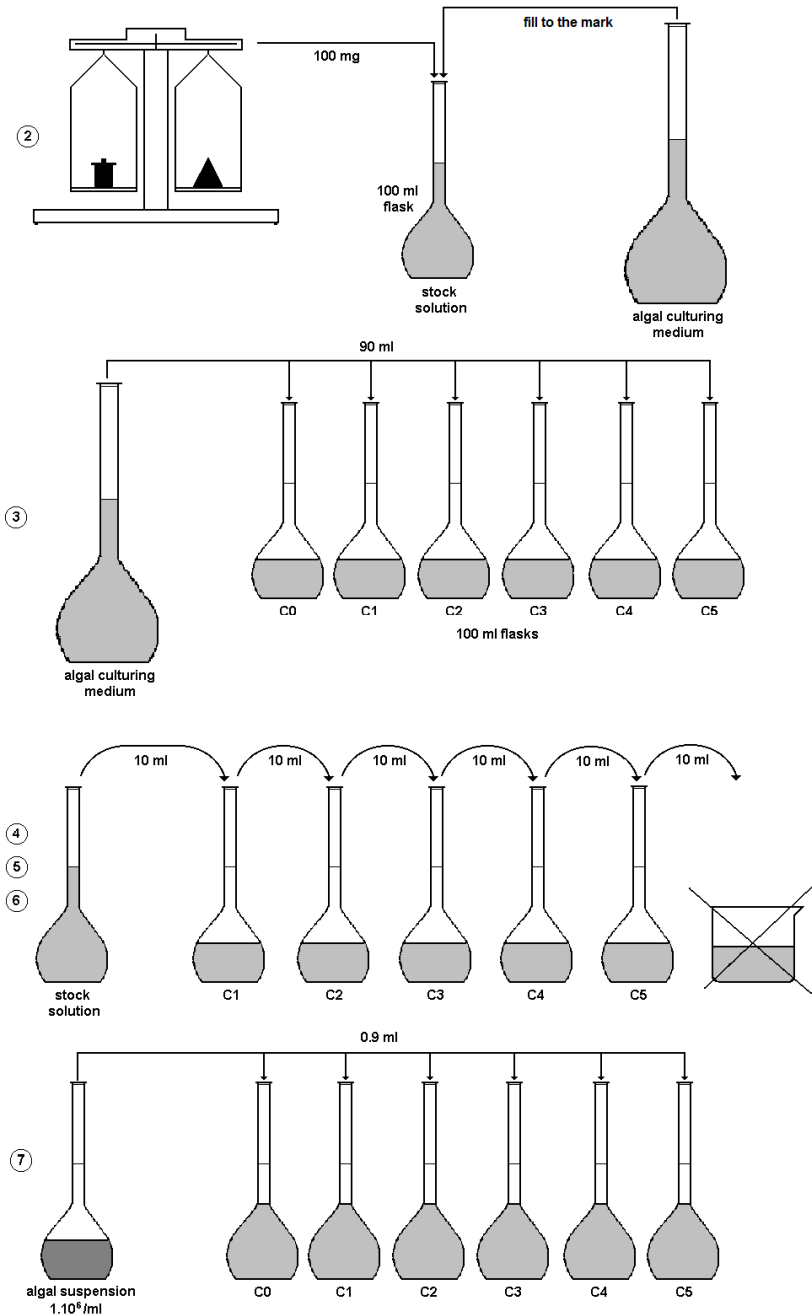 fill to the mark
100 mg
2
100 ml
flask
stock
solution
algal culturing
medium
90 ml
3
C0 C1 C2 C3 C4 C5
100 ml flasks
algal culturing
medium
10 ml 10 ml 10 ml 10 ml 10 ml 10 ml
4
5
6
stock
solution
C1 C2 C3 C4 C5
0.9 ml
7
algal suspension
1.10⁶/ml
C0 C1 C2 C3 C4 C5